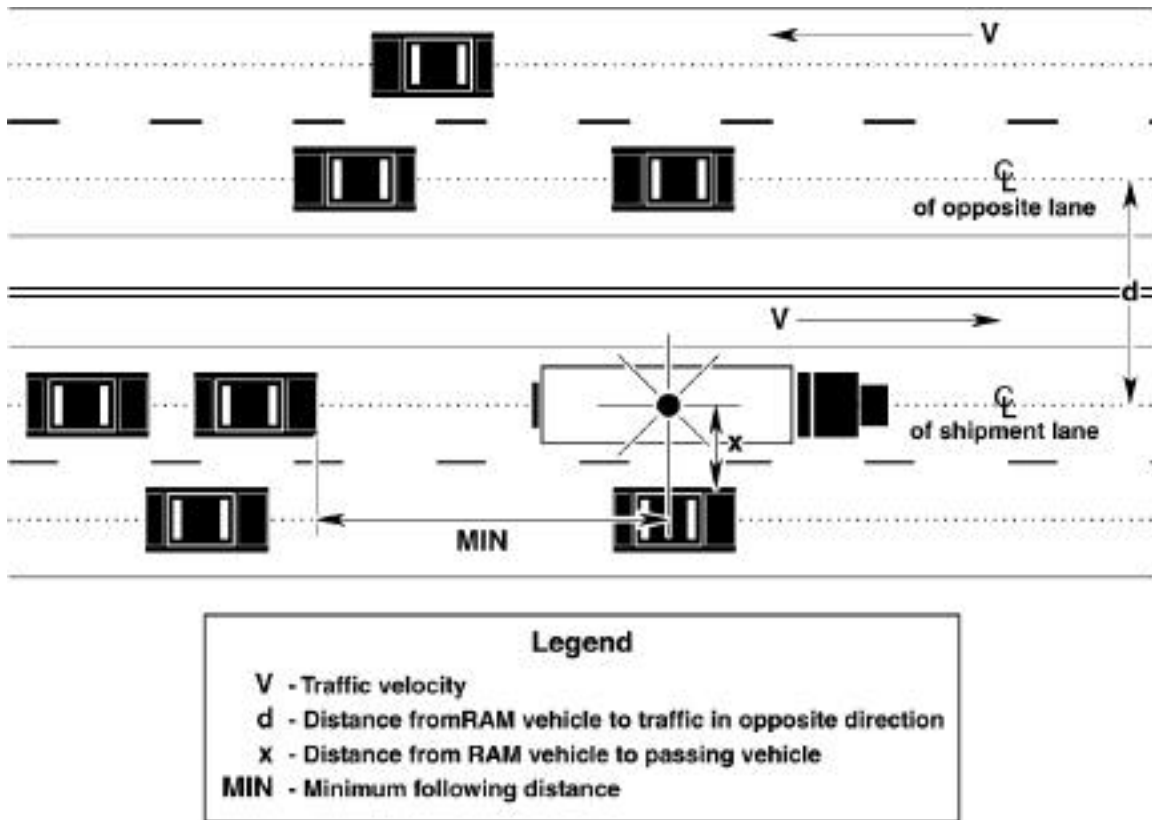 V
℄
of opposite lane
d
V
℄
of shipment lane
x
MIN
Legend
V - Traffic velocity
d - Distance fromRAM vehicle to traffic in opposite direction
x - Distance from RAM vehicle to passing vehicle
MIN - Minimum following distance